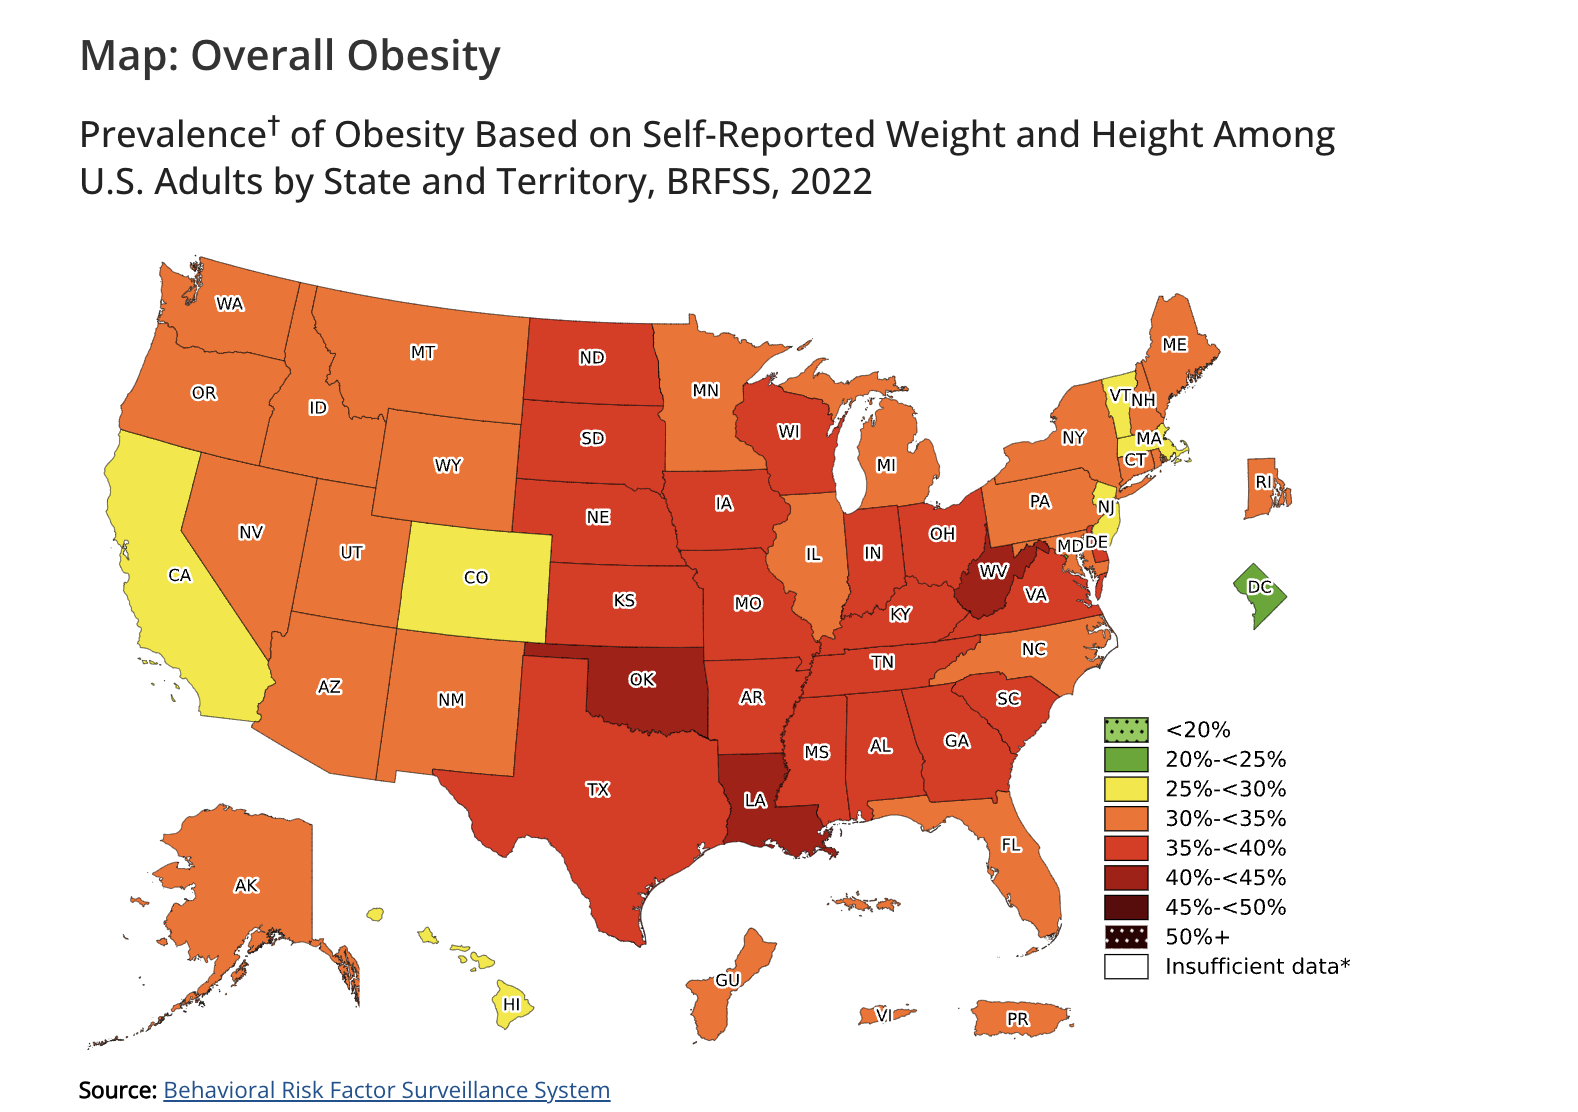 Map: Overall Obesity
Prevalence† of Obesity Based on Self-Reported Weight and Height Among
U.S. Adults by State and Territory, BRFSS, 2022
WA
MT
ND
MN
ME
OR
ID
SD
WI
VT
NH
WY
MI
NY
MA
CT
RI
NV
UT
NE
IA
PA
NJ
CA
CO
IL
IN
OH
MD
DE
KS
MO
WV
VA
DC
KY
AZ
NM
OK
AR
TN
NC
SC
TX
MS
AL
GA
LA
FL
AK
HI
GU
VI
PR
<20%
20%-<25%
25%-<30%
30%-<35%
35%-<40%
40%-<45%
45%-<50%
50%+
Insufficient data*
Source: Behavioral Risk Factor Surveillance System